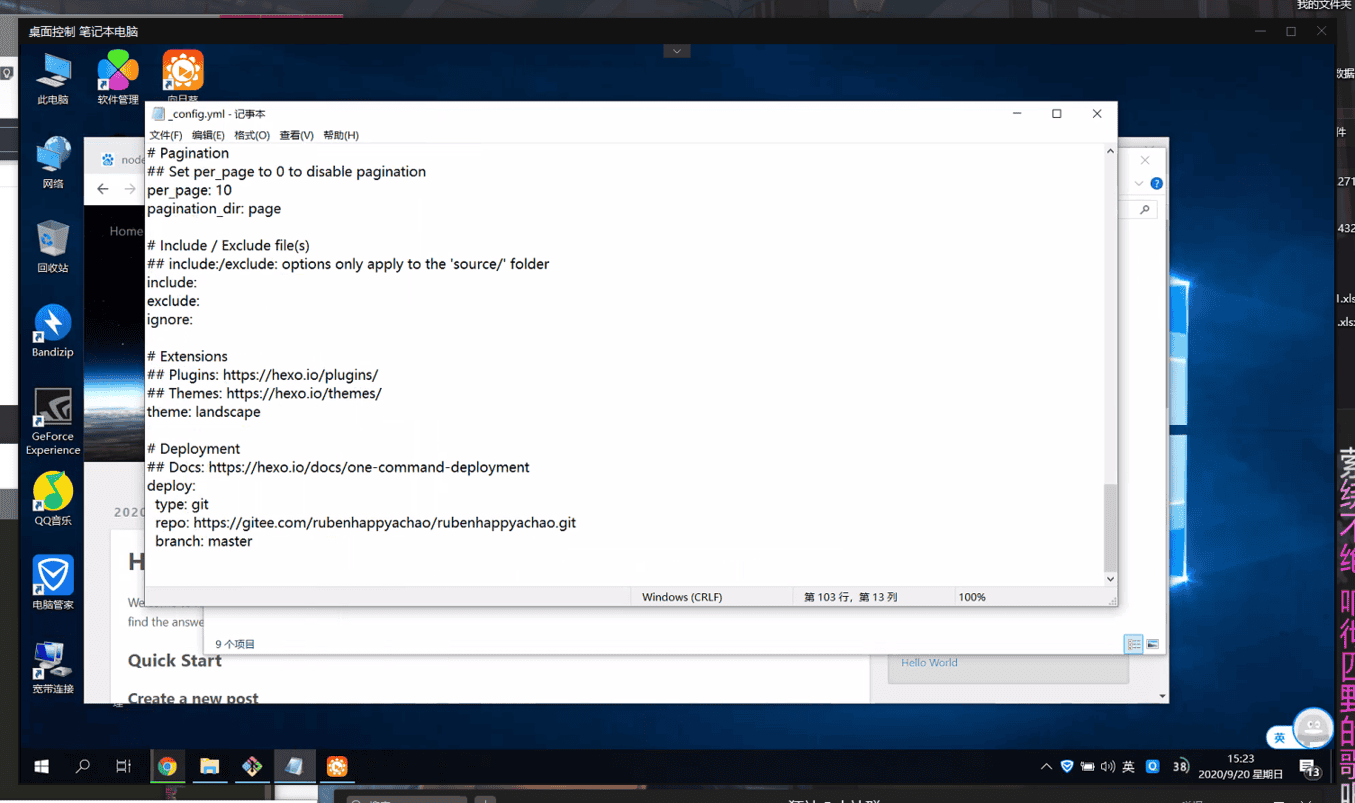 我的文件夹
桌面控制 笔记本电脑
此电脑
软件管理
向日葵
数据
_config.yml - 记事本
文件(F) 编辑(E) 格式(O) 查看(V) 帮助(H)
# Pagination
## Set per_page to 0 to disable pagination
per_page: 10
pagination_dir: page
# Include / Exclude file(s)
## include:/exclude: options only apply to the 'source/' folder
include:
exclude:
ignore:
# Extensions
## Plugins: https://hexo.io/plugins/
## Themes: https://hexo.io/themes/
theme: landscape
# Deployment
## Docs: https://hexo.io/docs/one-command-deployment
deploy:
type: git
repo: https://gitee.com/rubenhappyachao/rubenhappyachao.git
branch: master
Windows (CRLF) 第 103 行，第 13 列 100%
node
件
网络
271
Home
432
回收站
.xls
Bandizip
GeForce
Experience
QQ音乐
2020
电脑管家
find the answe
9 个项目
Quick Start
Hello World
宽带连接
Create a new post
英
英 38 15:23
2020/9/20 星期日
13